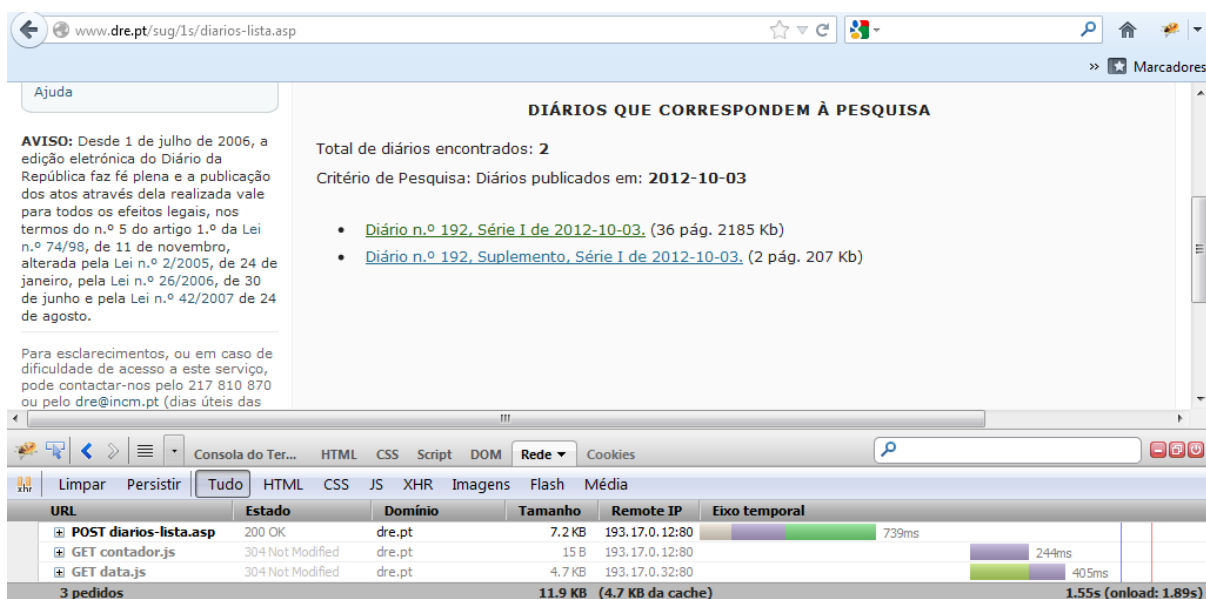 www.dre.pt/sug/1s/diarios-lista.asp
» Marcadores
Ajuda
AVISO: Desde 1 de julho de 2006, a
edição eletrónica do Diário da
República faz fé plena e a publicação
dos atos através dela realizada vale
para todos os efeitos legais, nos
termos do n.º 5 do artigo 1.º da Lei
n.º 74/98, de 11 de novembro,
alterada pela Lei n.º 2/2005, de 24 de
janeiro, pela Lei n.º 26/2006, de 30
de junho e pela Lei n.º 42/2007 de 24
de agosto.
Para esclarecimentos, ou em caso de
dificuldade de acesso a este serviço,
pode contactar-nos pelo 217 810 870
ou pelo dre@incm.pt (dias úteis das
DIÁRIOS QUE CORRESPONDEM À PESQUISA
Total de diários encontrados: 2
Critério de Pesquisa: Diários publicados em: 2012-10-03
• Diário n.º 192, Série I de 2012-10-03. (36 pág. 2185 Kb)
• Diário n.º 192, Suplemento, Série I de 2012-10-03. (2 pág. 207 Kb)
Consola do Ter... HTML CSS Script DOM Rede Cookies
xhr Limpar Persistir Tudo HTML CSS JS XHR Imagens Flash Média
URL Estado Domínio Tamanho Remote IP Eixo temporal
POST diarios-lista.asp 200 OK dre.pt 7.2 KB 193.17.0.12:80 739ms
GET contador.js 304 Not Modified dre.pt 15 B 193.17.0.12:80 244ms
GET data.js 304 Not Modified dre.pt 4.7 KB 193.17.0.32:80 405ms
3 pedidos 11.9 KB (4.7 KB da cache) 1.55s (onload: 1.89s)